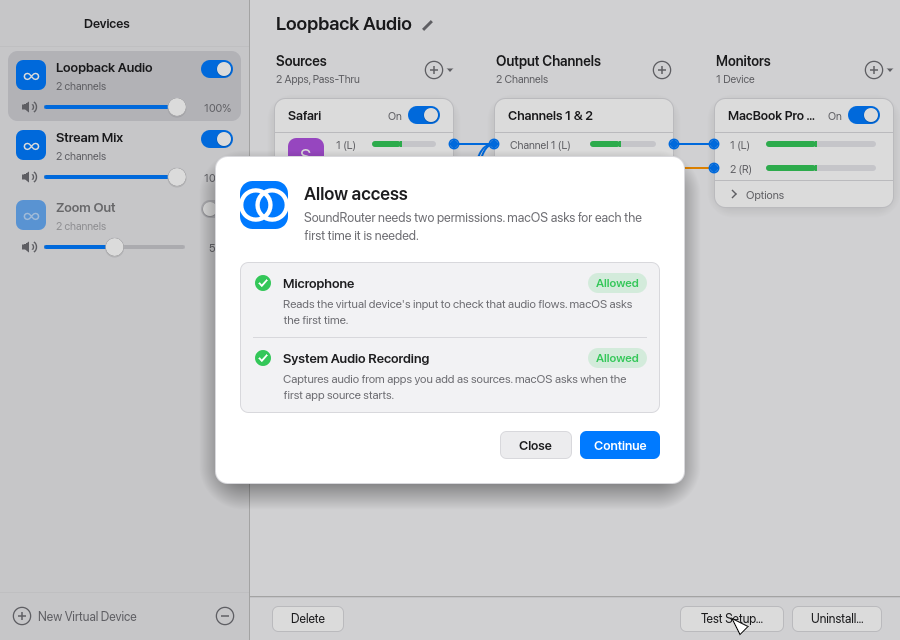 Devices
Loopback Audio
2 channels
100%
Stream Mix
2 channels
10
Zoom Out
2 channels
5
New Virtual Device
Loopback Audio
Sources
2 Apps, Pass-Thru
Output Channels
2 Channels
Monitors
1 Device
Safari
On
1 (L)
S
Channels 1 & 2
Channel 1 (L)
MacBook Pro ...
On
1 (L)
2 (R)
Options
Allow access
SoundRouter needs two permissions. macOS asks for each the
first time it is needed.
Microphone
Allowed
Reads the virtual device's input to check that audio flows. macOS asks
the first time.
System Audio Recording
Allowed
Captures audio from apps you add as sources. macOS asks when the
first app source starts.
Close
Continue
Delete
Test Setup...
Uninstall...